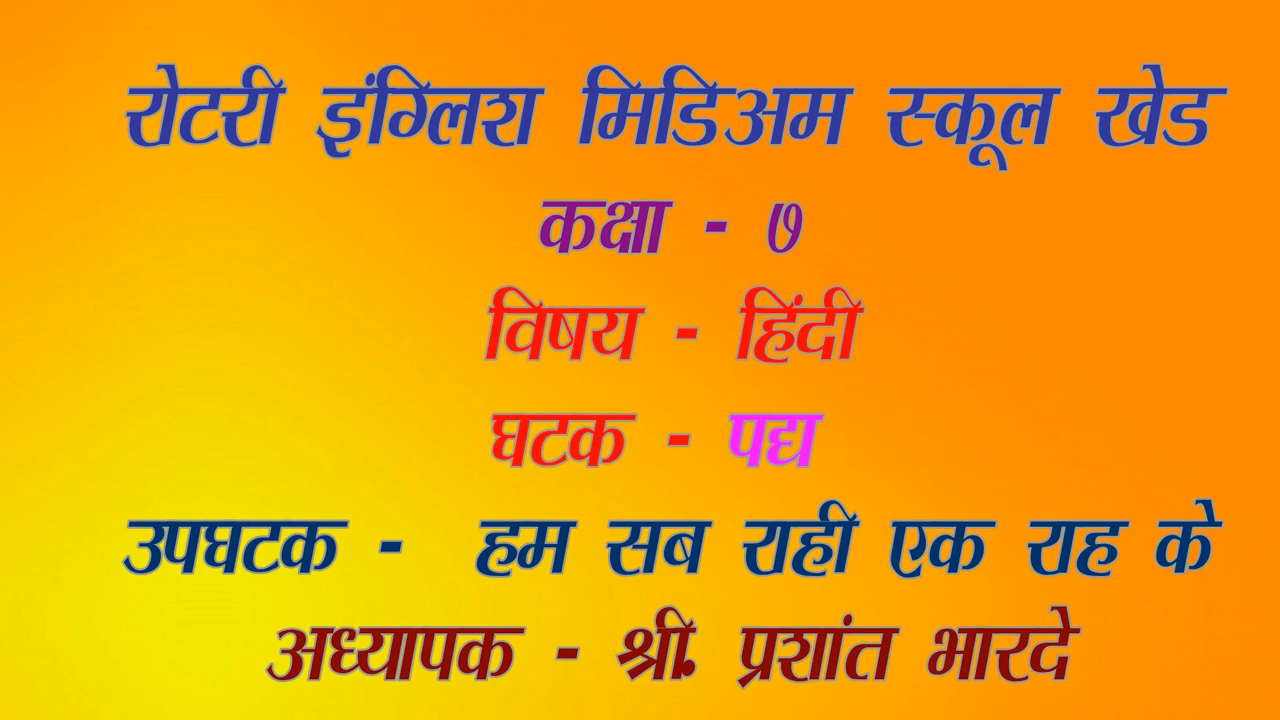 रोटरी इंग्लिश मिडिअम स्कूल खेड
कक्षा - ७
विषय - हिंदी
घटक - पद्य
उपघटक - हम सब राही एक राह के
अध्यापक - श्री. प्रशांत भारदे